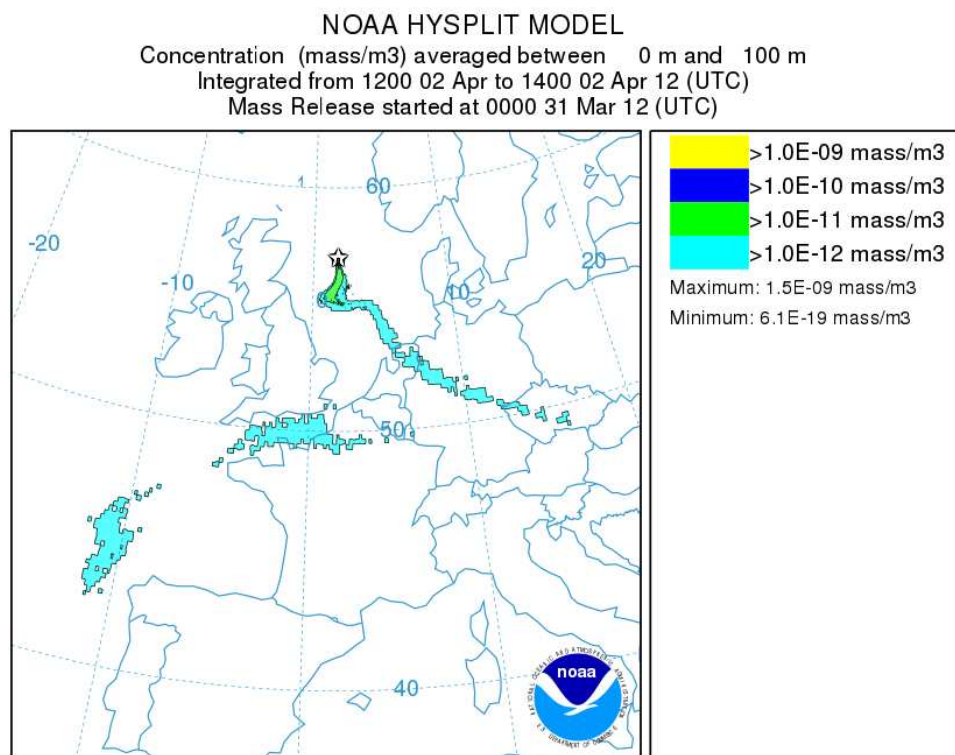 NOAA HYSPLIT MODEL
Concentration (mass/m3) averaged between 0 m and 100 m
Integrated from 1200 02 Apr to 1400 02 Apr 12 (UTC)
Mass Release started at 0000 31 Mar 12 (UTC)
>1.0E-09 mass/m3
>1.0E-10 mass/m3
>1.0E-11 mass/m3
>1.0E-12 mass/m3
Maximum: 1.5E-09 mass/m3
Minimum: 6.1E-19 mass/m3
1
60
-20
-10
10
20
50
40
noaa